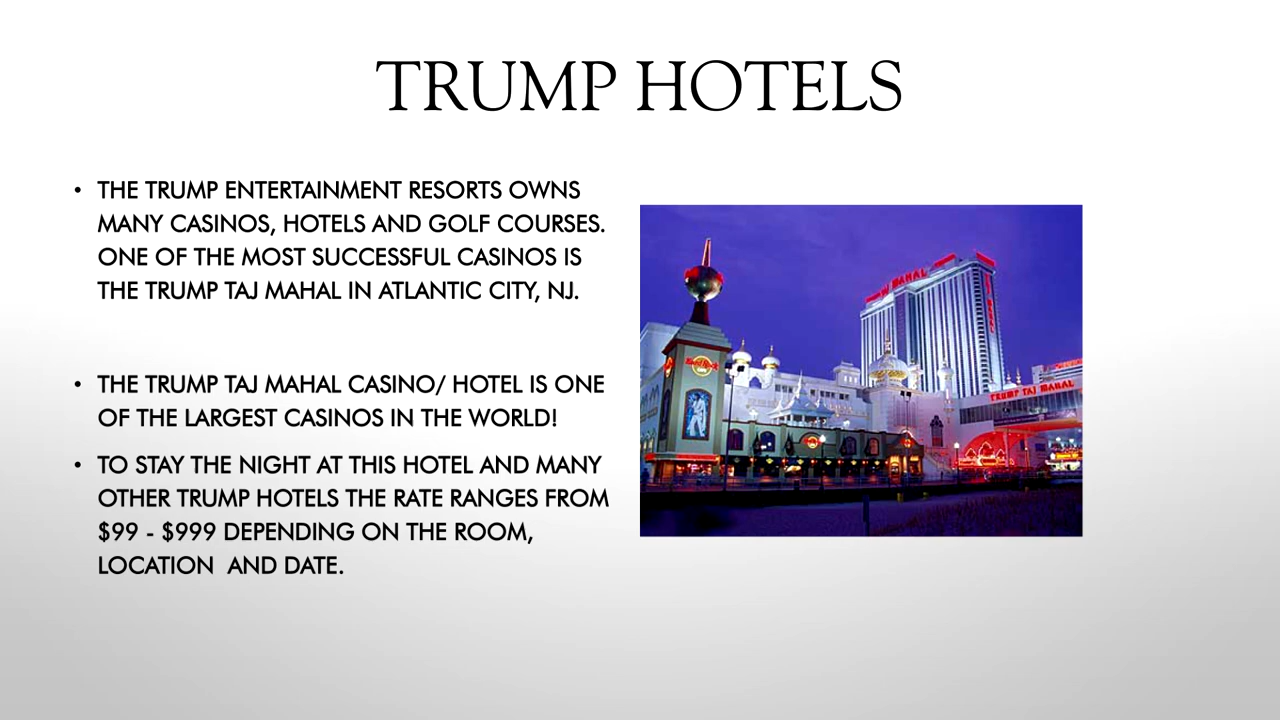 TRUMP HOTELS
• THE TRUMP ENTERTAINMENT RESORTS OWNS
MANY CASINOS, HOTELS AND GOLF COURSES.
ONE OF THE MOST SUCCESSFUL CASINOS IS
THE TRUMP TAJ MAHAL IN ATLANTIC CITY, NJ.
• THE TRUMP TAJ MAHAL CASINO/ HOTEL IS ONE
OF THE LARGEST CASINOS IN THE WORLD!
• TO STAY THE NIGHT AT THIS HOTEL AND MANY
OTHER TRUMP HOTELS THE RATE RANGES FROM
$99 - $999 DEPENDING ON THE ROOM,
LOCATION  AND DATE.
TAJ MAHAL
Hard Rock
TRUMP TAJ MAHAL